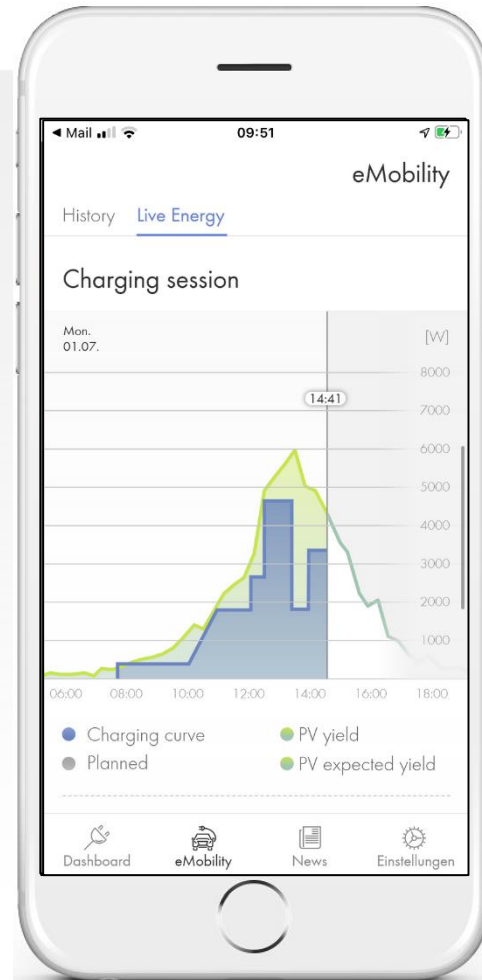 ◀ Mail
09:51
eMobility
History Live Energy
Charging session
Mon.
01.07.
[W]
8000
14:41
7000
6000
5000
4000
3000
2000
1000
06:00 08:00 10:00 12:00 14:00 16:00 18:00
Charging curve PV yield
Planned PV expected yield
Dashboard eMobility News Einstellungen